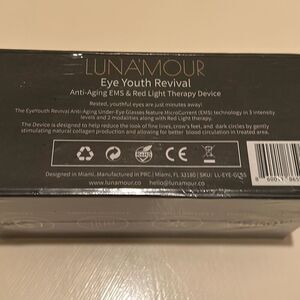 LUNAMOUR
Eye Youth Revival
Anti-Aging EMS & Red Light Therapy Device
Rested, youthful eyes are just minutes away!
The EyeYouth Revival Anti-Aging Under-Eye Glasses feature MicroCurrent (EMS) technology in 3 intensity
levels and 2 modalities along with Red Light therapy.
The Device is designed to help reduce the look of fine lines, crow's feet, and dark circles by gently
stimulating natural collagen production and allowing for better blood circulation in treated area.
RoHS
CE
Designed in Miami. Manufactured in PRC. | Miami, FL 33180 | SKU: LL-EYE-
www.lunamour.co hello@lunamour.co